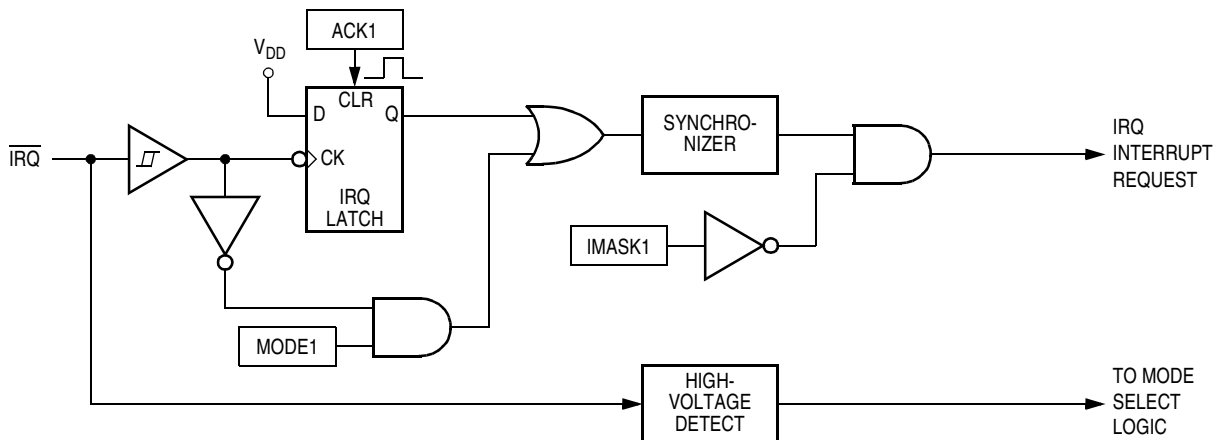 ACK1
VDD
D
CLR
Q
CK
IRQ
LATCH
IRQ
SYNCHRO-
NIZER
IRQ
INTERRUPT
REQUEST
IMASK1
MODE1
HIGH-
VOLTAGE
DETECT
TO MODE
SELECT
LOGIC